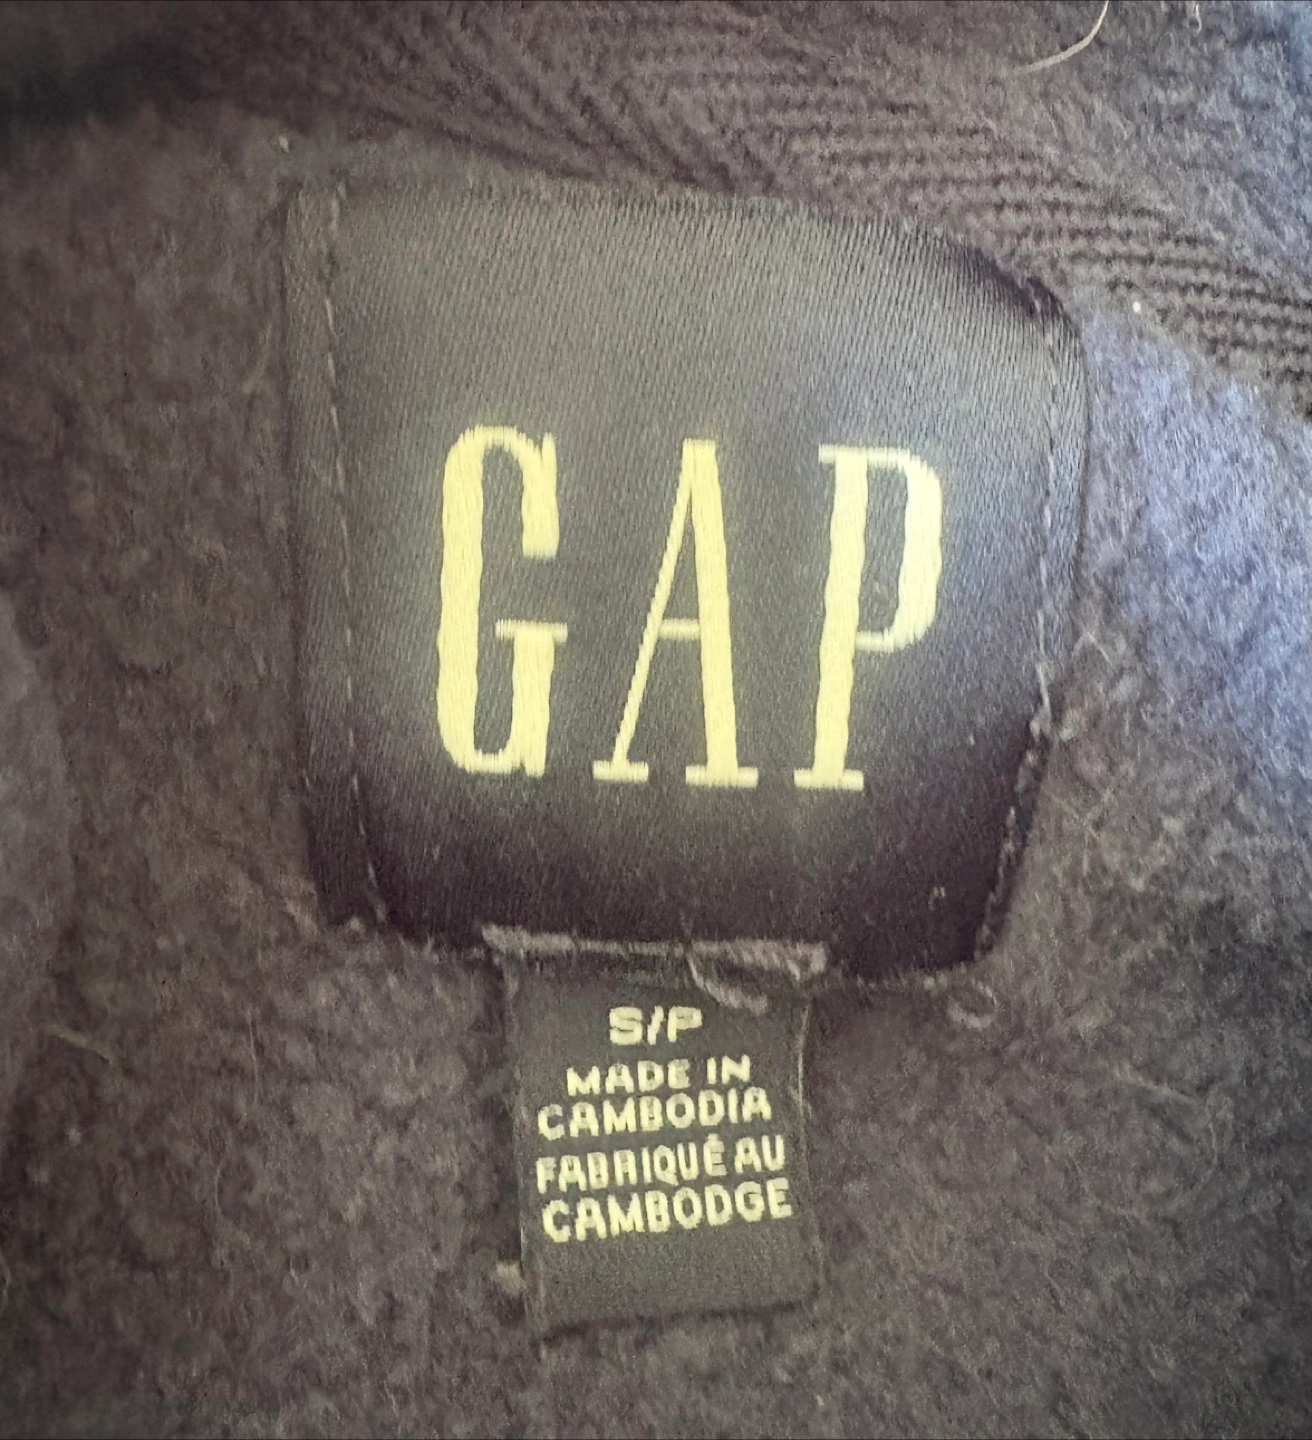 GAP
S/P
MADE IN
CAMBODIA
FABRIQUÉ AU
CAMBODGE